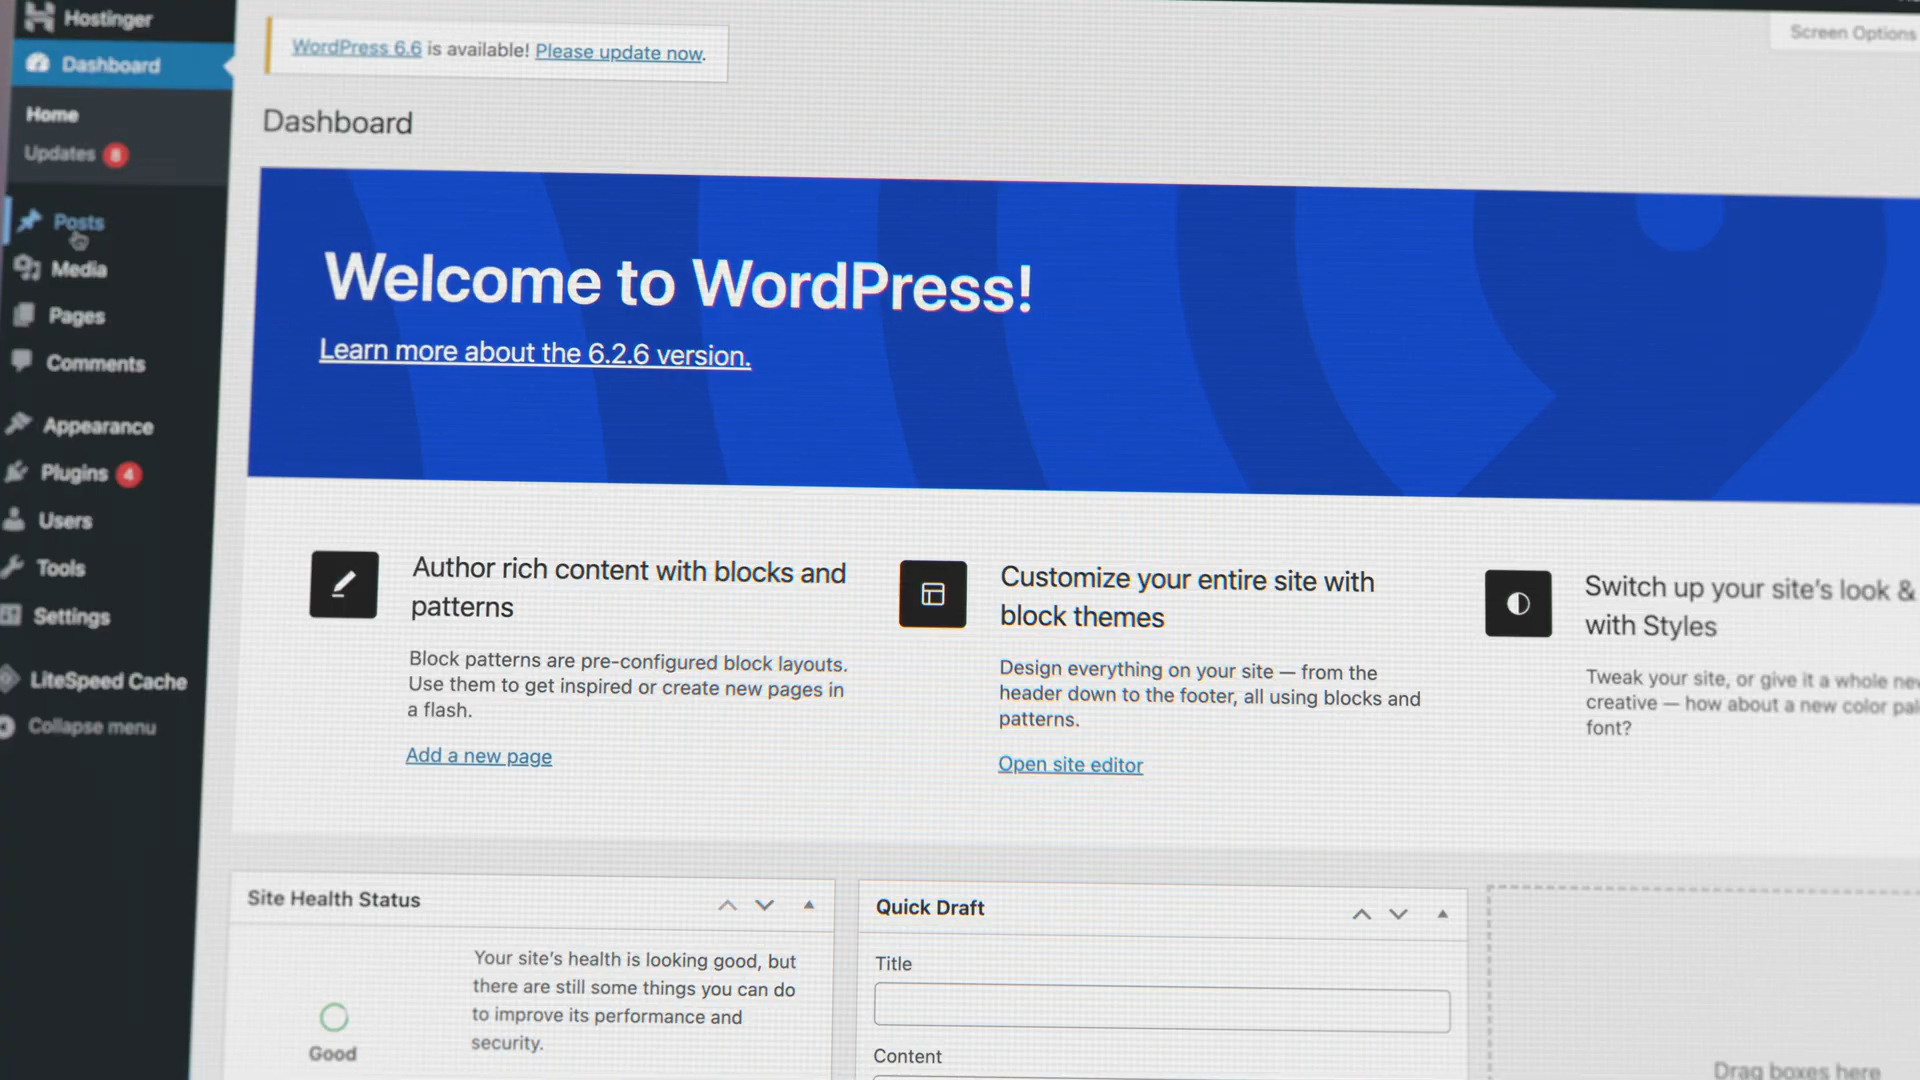 Hostinger
Dashboard
Home
Updates 8
Posts
Media
Pages
Comments
Appearance
Plugins 4
Users
Tools
Settings
LiteSpeed Cache
Collapse menu
WordPress 6.6 is available! Please update now.
Screen Options
Dashboard
Welcome to WordPress!
Learn more about the 6.2.6 version.
Author rich content with blocks and
patterns
Block patterns are pre-configured block layouts.
Use them to get inspired or create new pages in
a flash.
Add a new page
Customize your entire site with
block themes
Design everything on your site — from the
header down to the footer, all using blocks and
patterns.
Open site editor
Switch up your site's look &
with Styles
Tweak your site, or give it a whole
creative — how about a new color
font?
Site Health Status
Your site's health is looking good, but
there are still some things you can do
to improve its performance and
security.
Good
Quick Draft
Title
Content
Drag boxes here